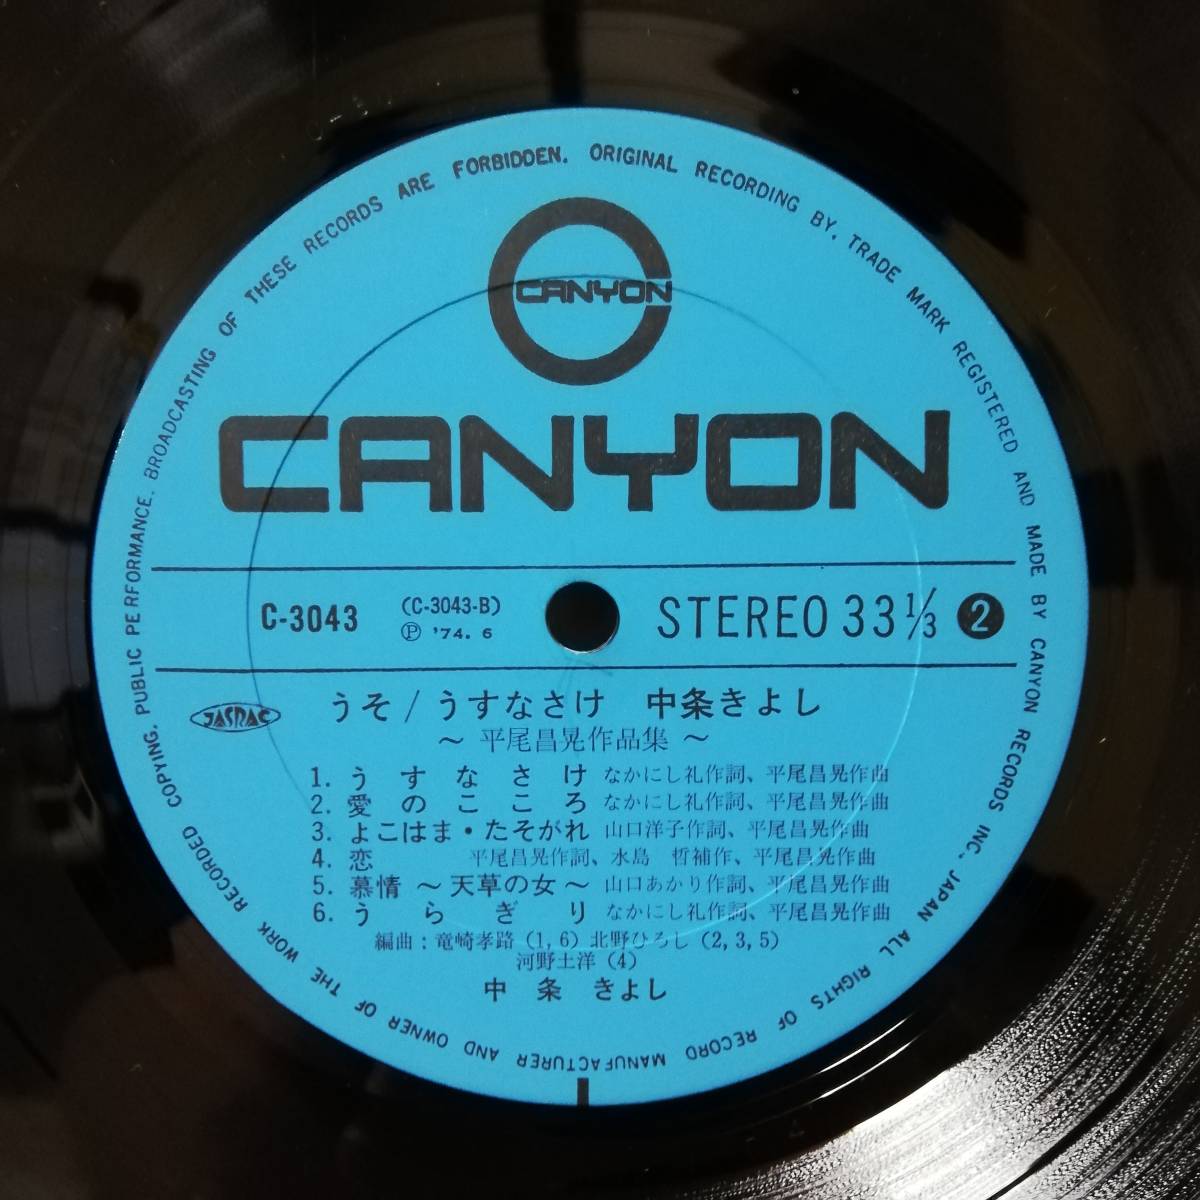 COPYING, PUBLIC PERFORMANCE, BROADCASTING OF THESE RECORDS ARE FORBIDDEN. ORIGINAL RECORDING BY. TRADE MARK REGISTERED AND MADE BY CANYON RECORDS INC., JAPAN ALL RIGHTS OF RECORD MANUFACTURER AND OWNER OF THE WORK RECORDED
CANYON
CANYON
C-3043
(C-3043-B)
Ⓟ '74. 6
STEREO 33 1/3 2
JASRAC
うそ/うすなさけ 中条きよし
~ 平尾昌晃作品集 ~
1. うすなさけ なかにし礼作詞、平尾昌晃作曲
2. 愛のこころ なかにし礼作詞、平尾昌晃作曲
3. よこはま・たそがれ 山口洋子作詞、平尾昌晃作曲
4. 恋 平尾昌晃作詞、水島 哲補作、平尾昌晃作曲
5. 慕情 ~天草の女~ 山口あかり作詞、平尾昌晃作曲
6. うらぎり なかにし礼作詞、平尾昌晃作曲
編曲:竜崎孝路 (1,6) 北野ひろし (2,3,5)
河野土洋 (4)
中 条 きよし